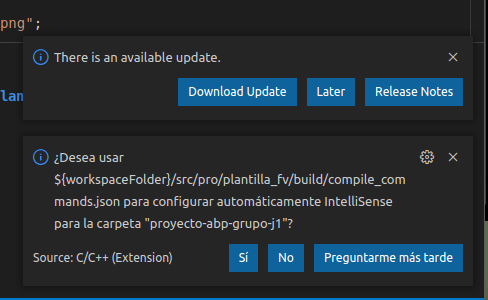 png";
lan
There is an available update.
Download Update
Later
Release Notes
¿Desea usar
${workspaceFolder}/src/pro/plantilla_fv/build/compile_com
mands.json para configurar automáticamente IntelliSense
para la carpeta "proyecto-abp-grupo-j1"?
Source: C/C++ (Extension)
Sí
No
Preguntarme más tarde